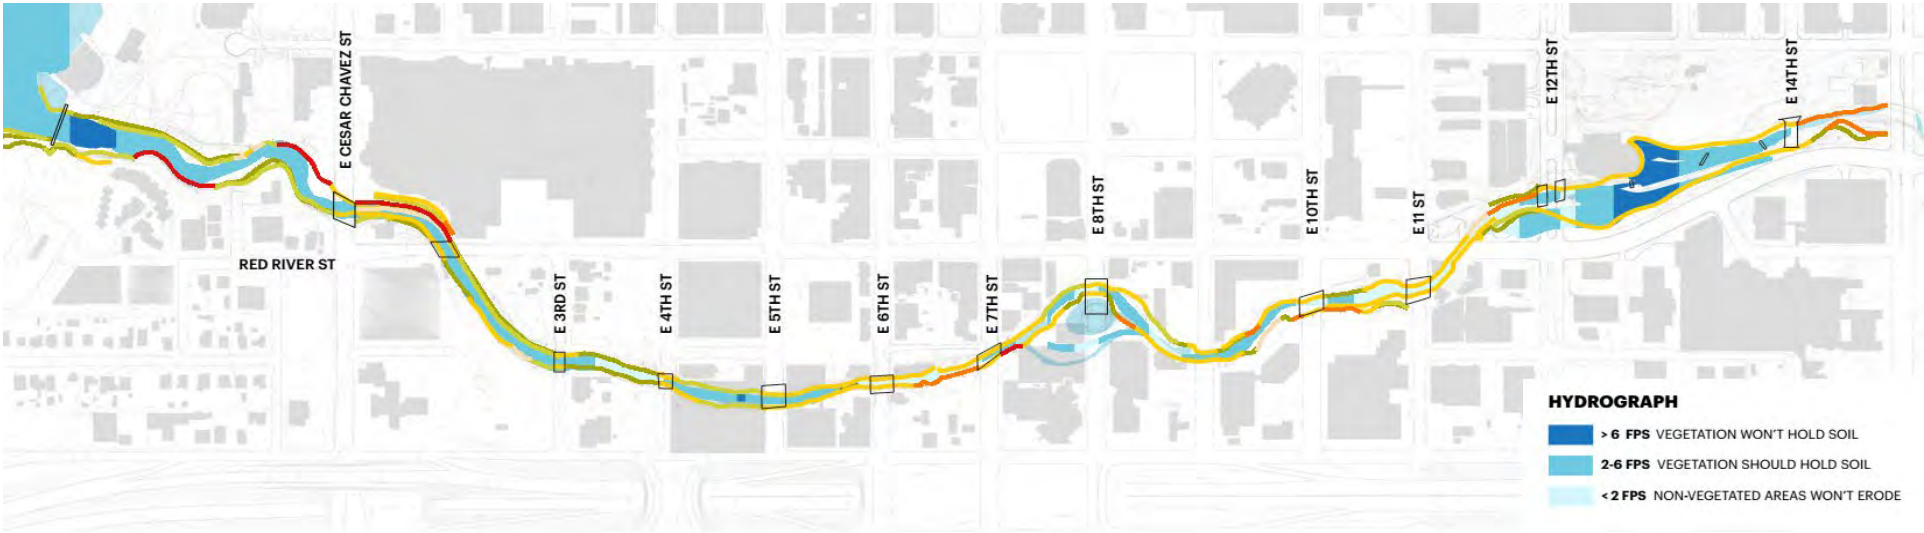 E CESAR CHAVEZ ST
RED RIVER ST
E 3RD ST
E 4TH ST
E 5TH ST
E 6TH ST
E 7TH ST
E 8TH ST
E 10TH ST
E 11 ST
E 12TH ST
E 14TH ST
HYDROGRAPH
> 6 FPS VEGETATION WON'T HOLD SOIL
2-6 FPS VEGETATION SHOULD HOLD SOIL
< 2 FPS NON-VEGETATED AREAS WON'T ERODE